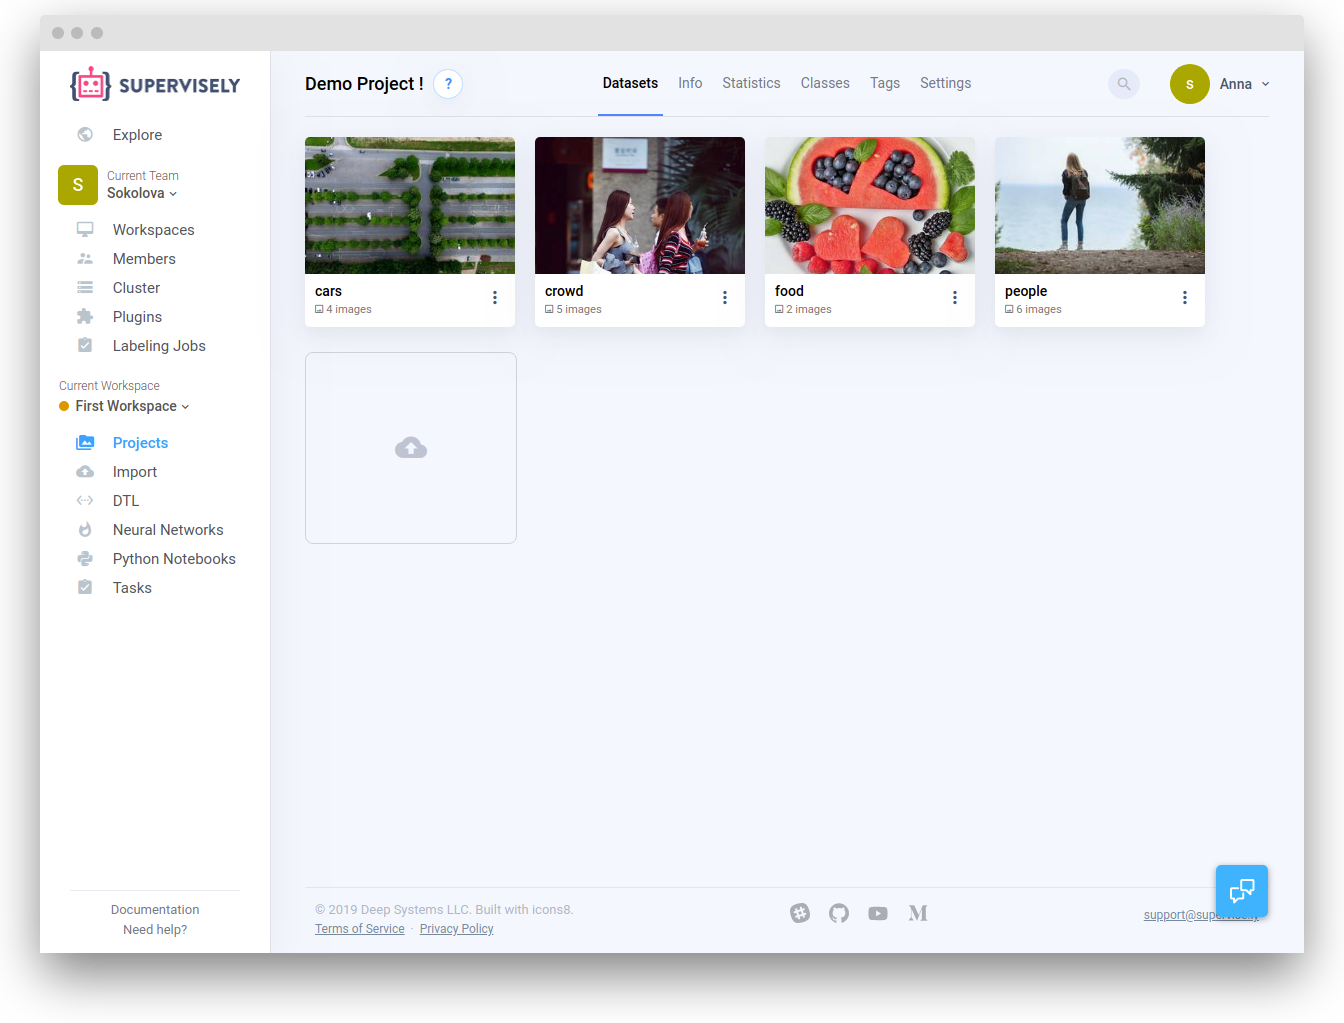 SUPERVISELY
Explore
S
Current Team
Sokolova
Workspaces
Members
Cluster
Plugins
Labeling Jobs
Current Workspace
First Workspace
Projects
Import
DTL
Neural Networks
Python Notebooks
Tasks
Documentation
Need help?
Demo Project !
?
Datasets Info Statistics Classes Tags Settings
S
Anna
cars
4 images
crowd
5 images
food
2 images
people
6 images
© 2019 Deep Systems LLC. Built with icons8.
Terms of Service · Privacy Policy
M